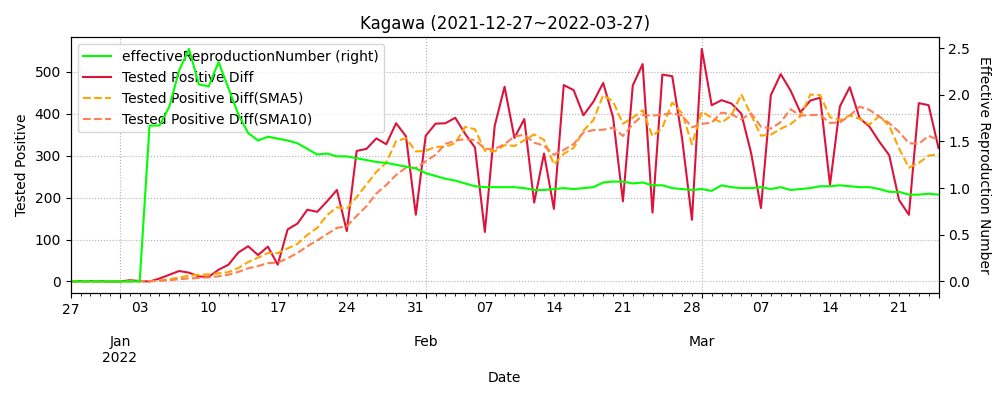 Kagawa (2021-12-27~2022-03-27)
effectiveReproductionNumber (right)
Tested Positive Diff
Tested Positive Diff(SMA5)
Tested Positive Diff(SMA10)
Tested Positive
500
400
300
200
100
0
2.5
2.0
1.5
1.0
0.5
0.0
Effective Reproduction Number
27 03 10 17 24 07 14 21 28 07 14 21
Jan Feb Mar
2022
Date